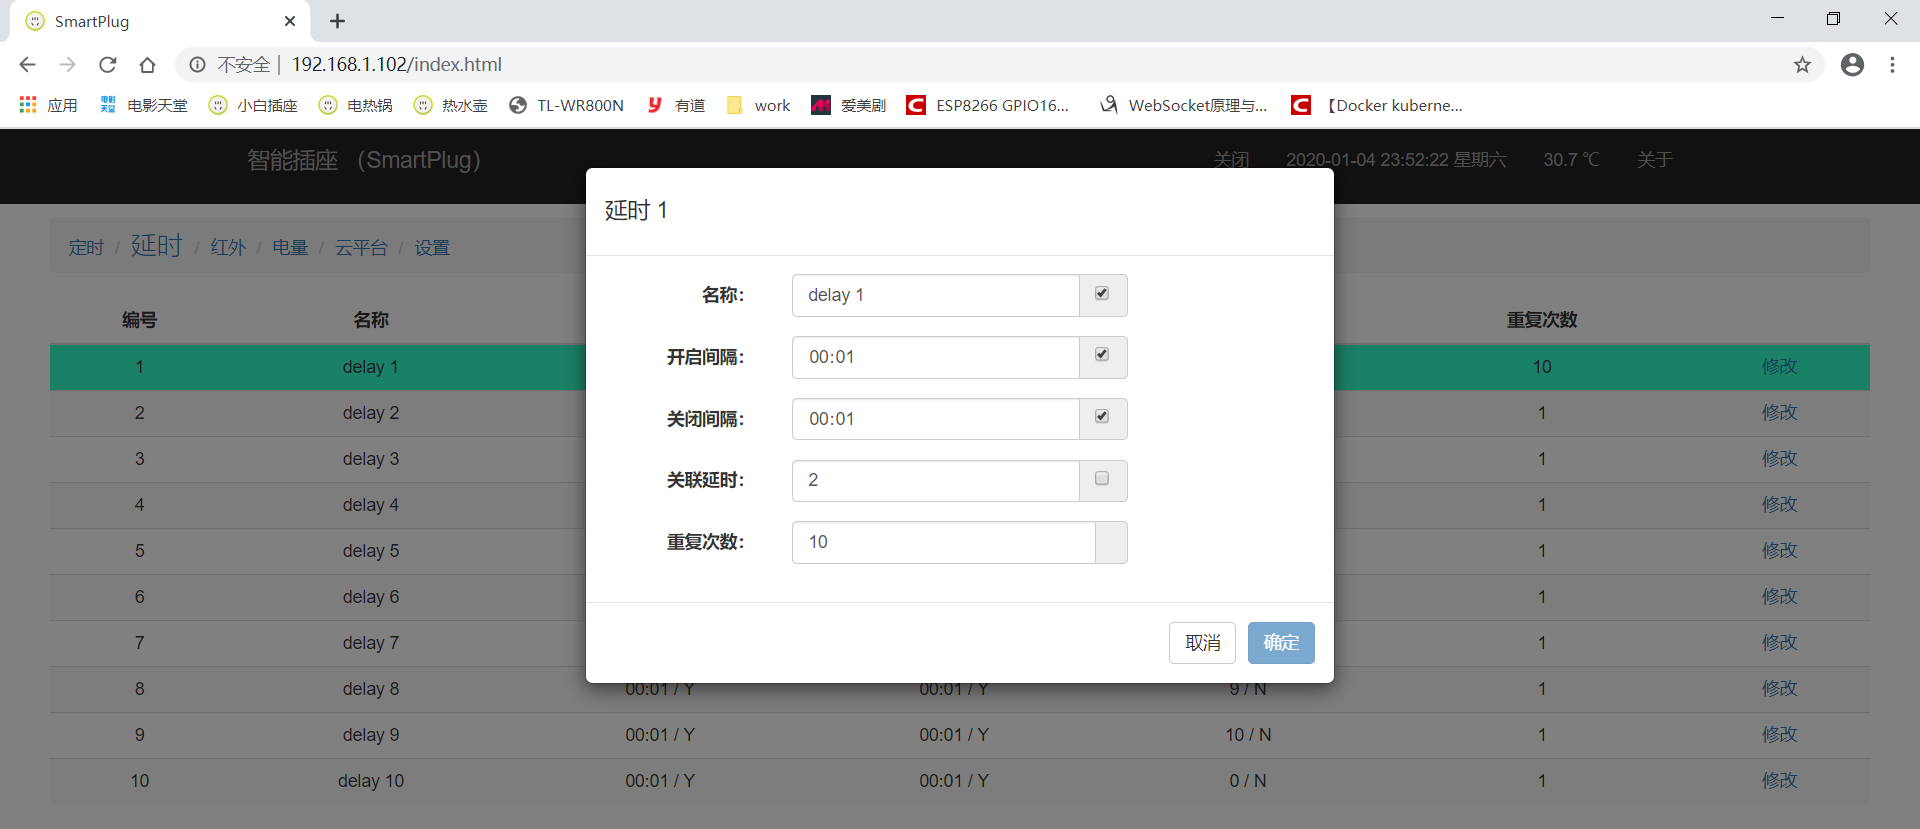 SmartPlug
不安全 | 192.168.1.102/index.html
应用 电影天堂 电影天堂 小白插座 电热锅 热水壶 TL-WR800N 有道 work 爱美剧 ESP8266 GPIO16... WebSocket原理与... 【Docker kuberne...
智能插座 （SmartPlug） 关闭 2020-01-04 23:52:22 星期六 30.7 ℃ 关于
定时 / 延时 / 红外 / 电量 / 云平台 / 设置
延时 1
名称： delay 1
开启间隔： 00:01
关闭间隔： 00:01
关联延时： 2
重复次数： 10
取消 确定
编号 名称 重复次数
1 delay 1 10 修改
2 delay 2 1 修改
3 delay 3 1 修改
4 delay 4 1 修改
5 delay 5 1 修改
6 delay 6 1 修改
7 delay 7 1 修改
8 delay 8 00:01 / Y 00:01 / Y 9 / N 1 修改
9 delay 9 00:01 / Y 00:01 / Y 10 / N 1 修改
10 delay 10 00:01 / Y 00:01 / Y 0 / N 1 修改